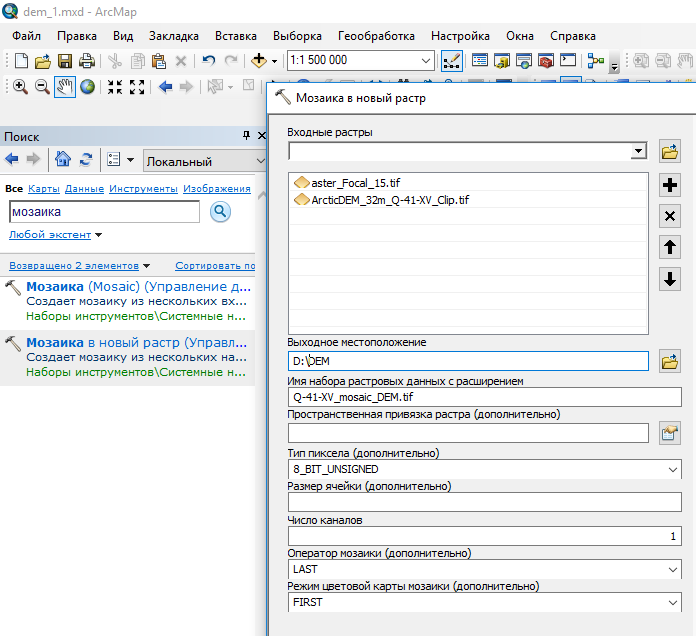 dem_1.mxd - ArcMap
Файл Правка Вид Закладка Вставка Выборка Геообработка Настройка Окна Справка
1:1 500 000
Мозаика в новый растр
Поиск
Локальный
Все Карты Данные Инструменты Изображения
мозаика
Любой экстент
Возвращено 2 элементов Сортировать по
Мозаика (Mosaic) (Управление д...
Создает мозаику из нескольких вх...
Наборы инструментов\Системные н...
Мозаика в новый растр (Управл...
Создает мозаику из нескольких на...
Наборы инструментов\Системные н...
Входные растры
aster_Focal_15.tif
ArcticDEM_32m_Q-41-XV_Clip.tif
Выходное местоположение
D:\DEM
Имя набора растровых данных с расширением
Q-41-XV_mosaic_DEM.tif
Пространственная привязка растра (дополнительно)
Тип пиксела (дополнительно)
8_BIT_UNSIGNED
Размер ячейки (дополнительно)
Число каналов
1
Оператор мозаики (дополнительно)
LAST
Режим цветовой карты мозаики (дополнительно)
FIRST